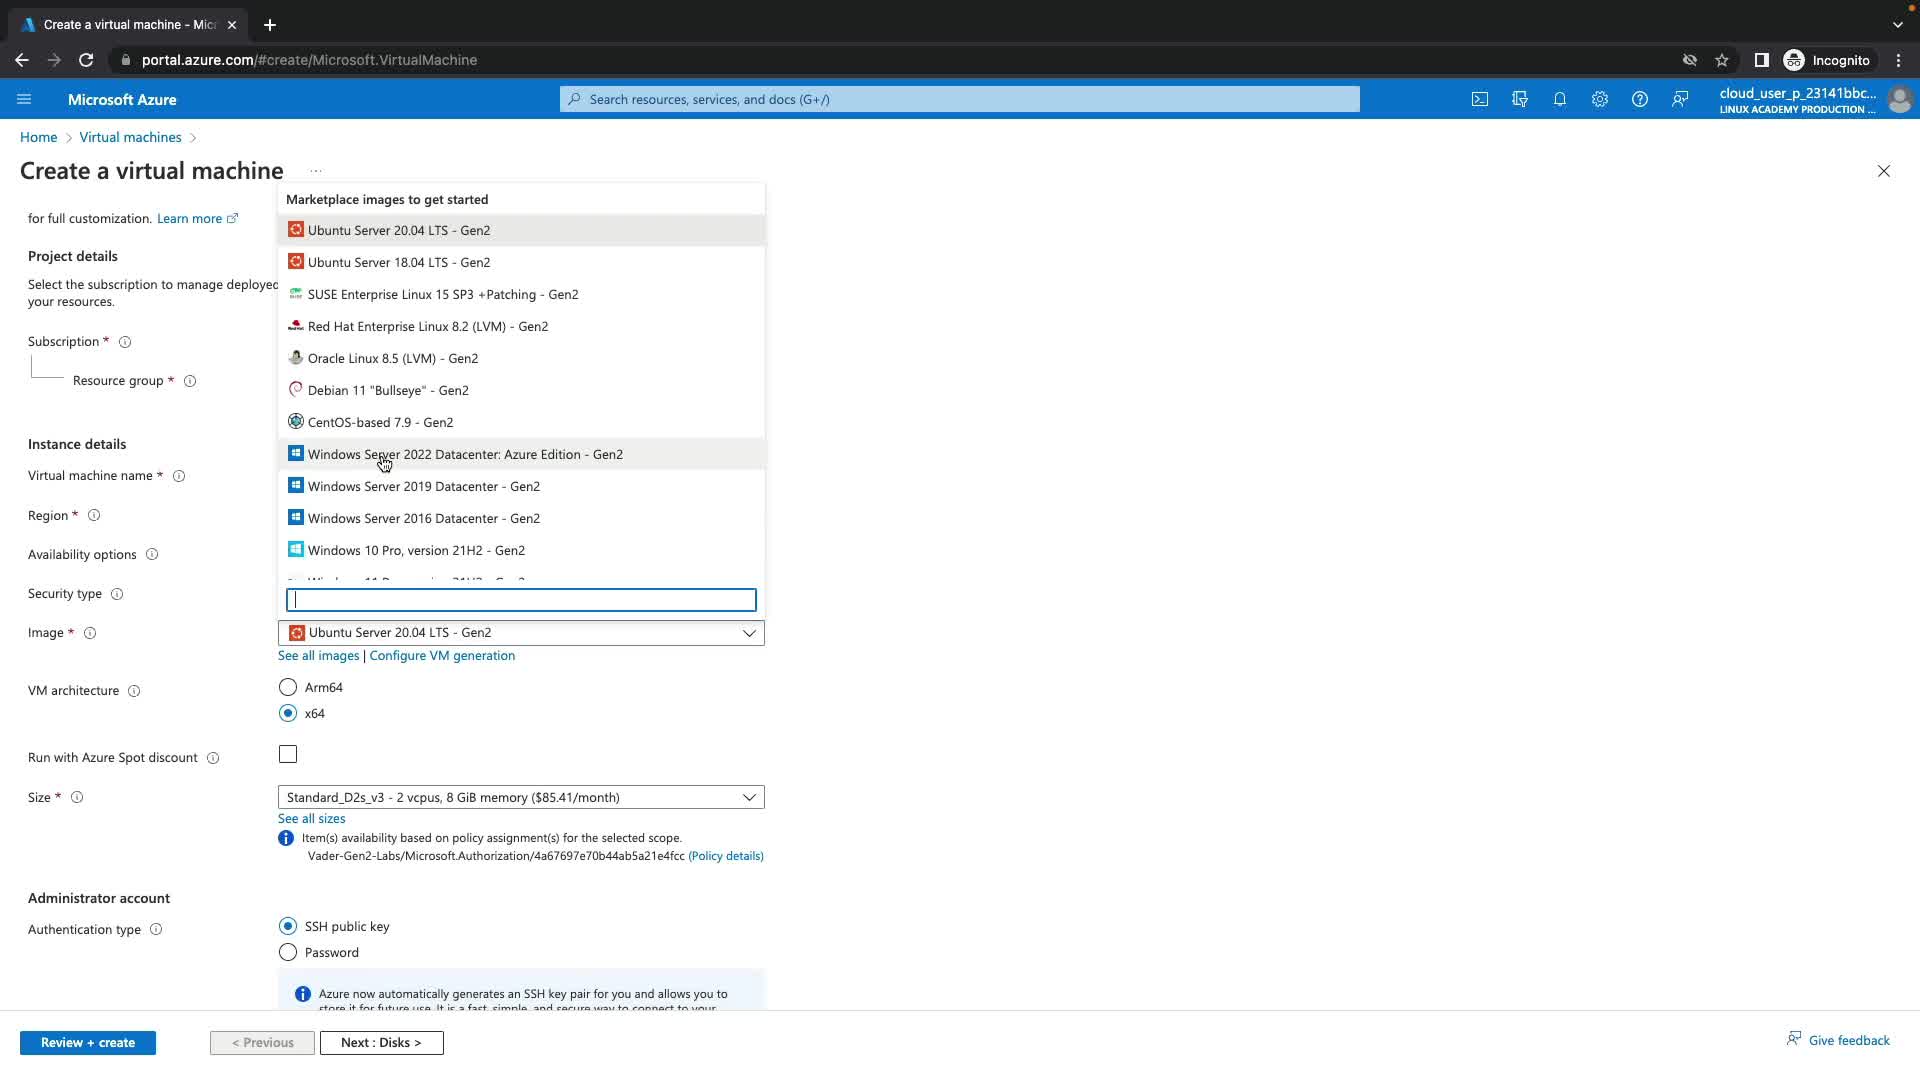 Create a virtual machine - Mic
portal.azure.com/#create/Microsoft.VirtualMachine
Incognito
Microsoft Azure
Search resources, services, and docs (G+/)
cloud_user_p_23141bbc...
LINUX ACADEMY PRODUCTION ...
Home > Virtual machines >
Create a virtual machine ...
for full customization. Learn more
Project details
Select the subscription to manage deployed
your resources.
Subscription *
Resource group *
Instance details
Virtual machine name *
Region *
Availability options
Security type
Image *
Marketplace images to get started
Ubuntu Server 20.04 LTS - Gen2
Ubuntu Server 18.04 LTS - Gen2
SUSE Enterprise Linux 15 SP3 +Patching - Gen2
Red Hat Enterprise Linux 8.2 (LVM) - Gen2
Oracle Linux 8.5 (LVM) - Gen2
Debian 11 "Bullseye" - Gen2
CentOS-based 7.9 - Gen2
Windows Server 2022 Datacenter: Azure Edition - Gen2
Windows Server 2019 Datacenter - Gen2
Windows Server 2016 Datacenter - Gen2
Windows 10 Pro, version 21H2 - Gen2
Ubuntu Server 20.04 LTS - Gen2
See all images | Configure VM generation
VM architecture
Arm64
x64
Run with Azure Spot discount
Size *
Standard_D2s_v3 - 2 vcpus, 8 GiB memory ($85.41/month)
See all sizes
Item(s) availability based on policy assignment(s) for the selected scope.
Vader-Gen2-Labs/Microsoft.Authorization/4a67697e70b44ab5a21e4fcc (Policy details)
Administrator account
Authentication type
SSH public key
Password
Azure now automatically generates an SSH key pair for you and allows you to
store it for future use. It is a fast, simple, and secure way to connect to your
Review + create
< Previous
Next : Disks >
Give feedback